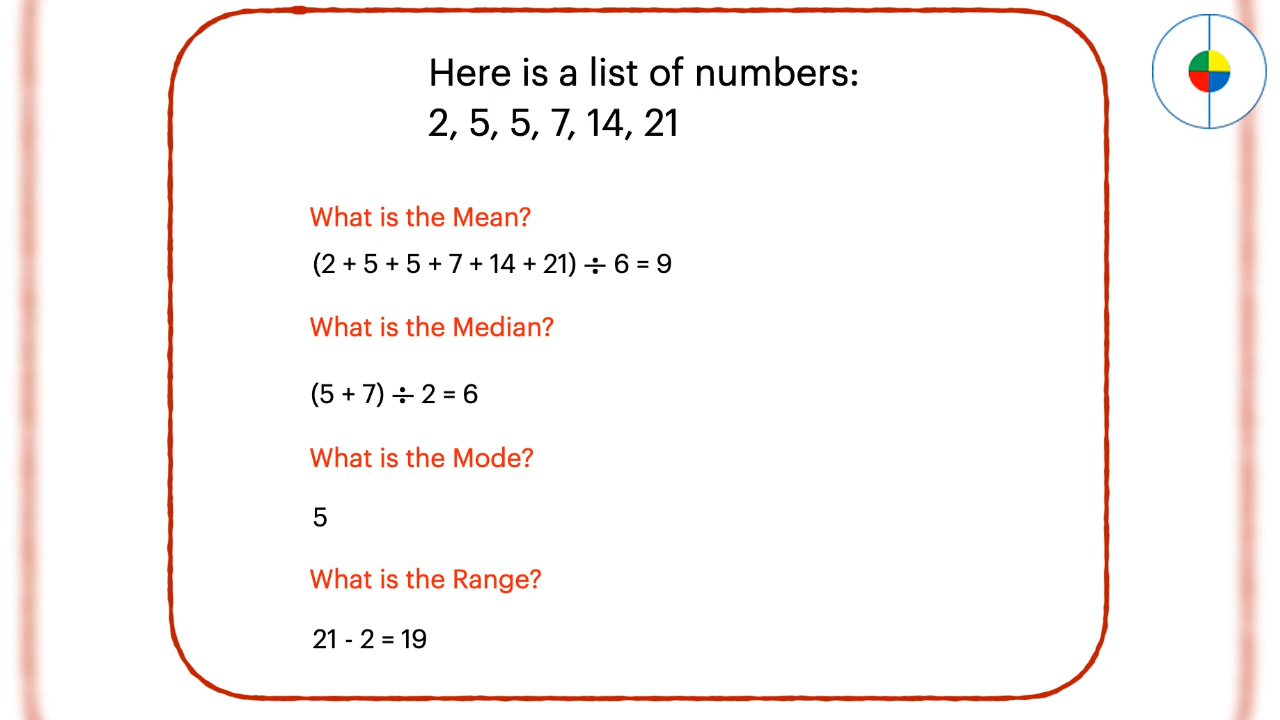 Here is a list of numbers:
2, 5, 5, 7, 14, 21
What is the Mean?
(2 + 5 + 5 + 7 + 14 + 21) ÷ 6 = 9
What is the Median?
(5 + 7) ÷ 2 = 6
What is the Mode?
5
What is the Range?
21 - 2 = 19